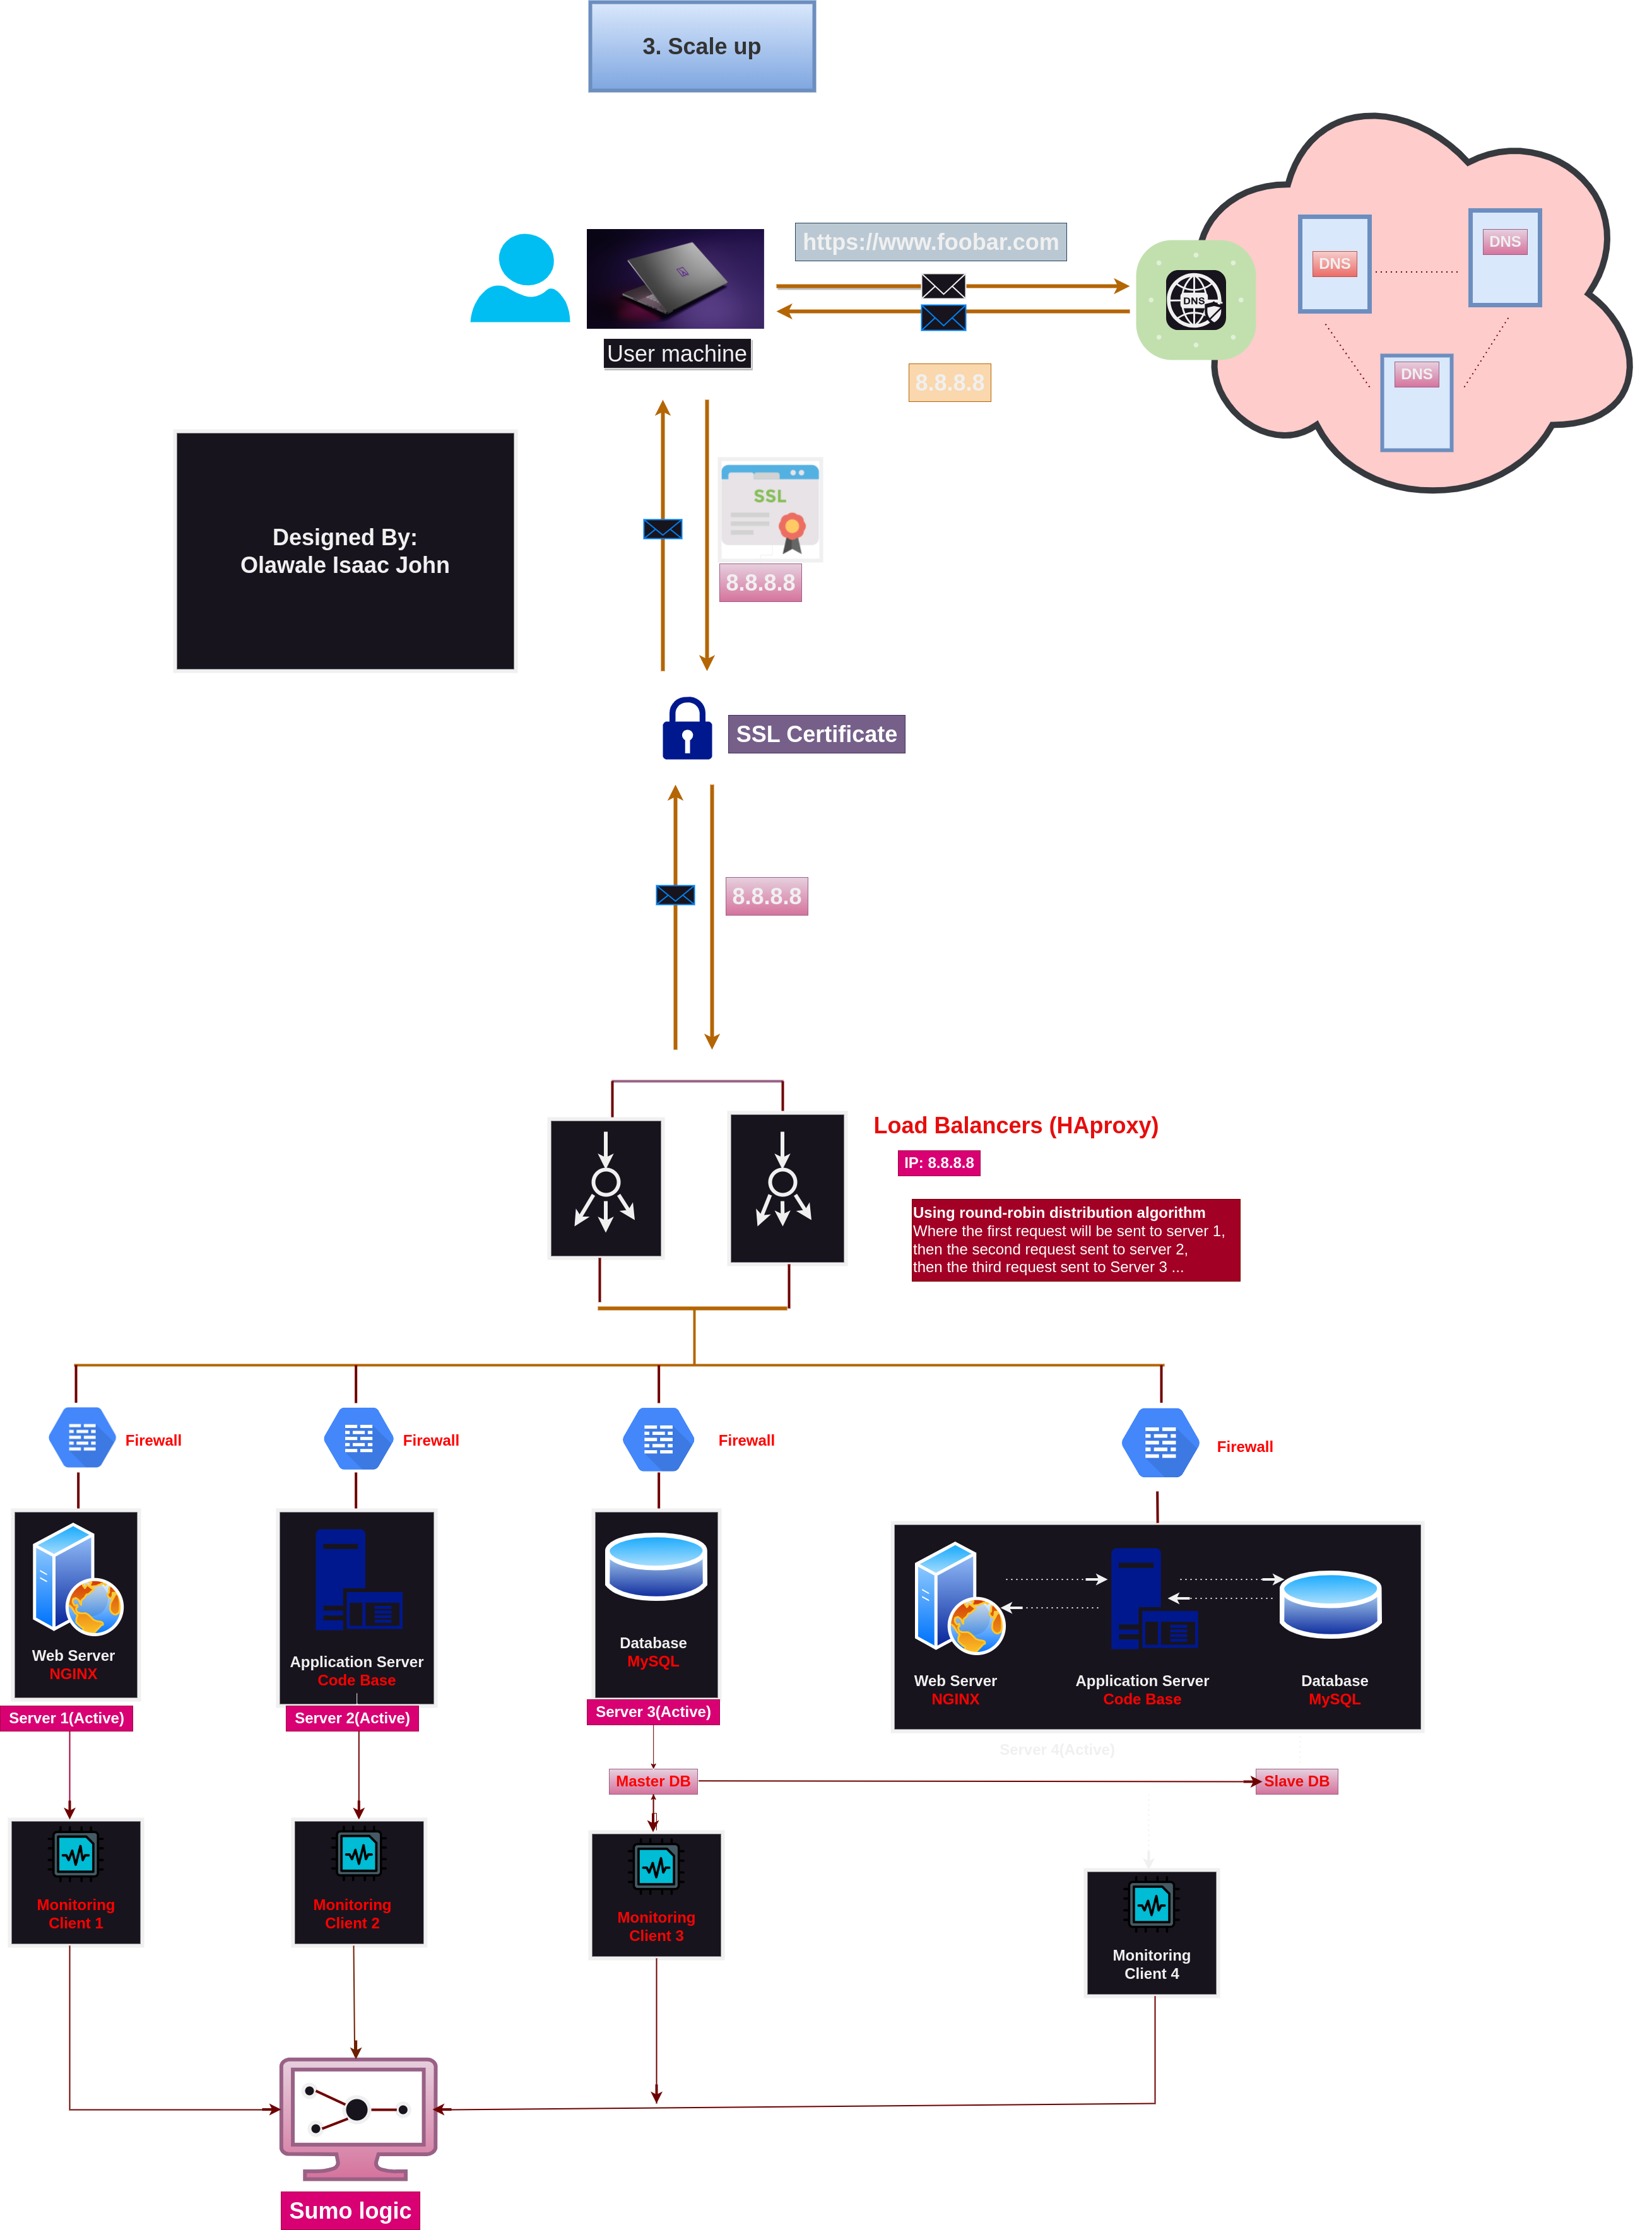 3. Scale up
https://www.foobar.com
DNS
DNS
DNS
DNS
User machine
8.8.8.8
DNS
SSL
Designed By:
Olawale Isaac John
8.8.8.8
SSL Certificate
8.8.8.8
Load Balancers (HAproxy)
IP: 8.8.8.8
Using round-robin distribution algorithm
Where the first request will be sent to server 1,
then the second request sent to server 2,
then the third request sent to Server 3 ...
Firewall
Firewall
Firewall
Firewall
Web Server
NGINX
Application Server
Code Base
Database
MySQL
Web Server
NGINX
Application Server
Code Base
Database
MySQL
Server 1(Active)
Server 2(Active)
Server 3(Active)
Server 4(Active)
Master DB
Slave DB
Monitoring
Client 1
Monitoring
Client 2
Monitoring
Client 3
Monitoring
Client 4
Sumo logic